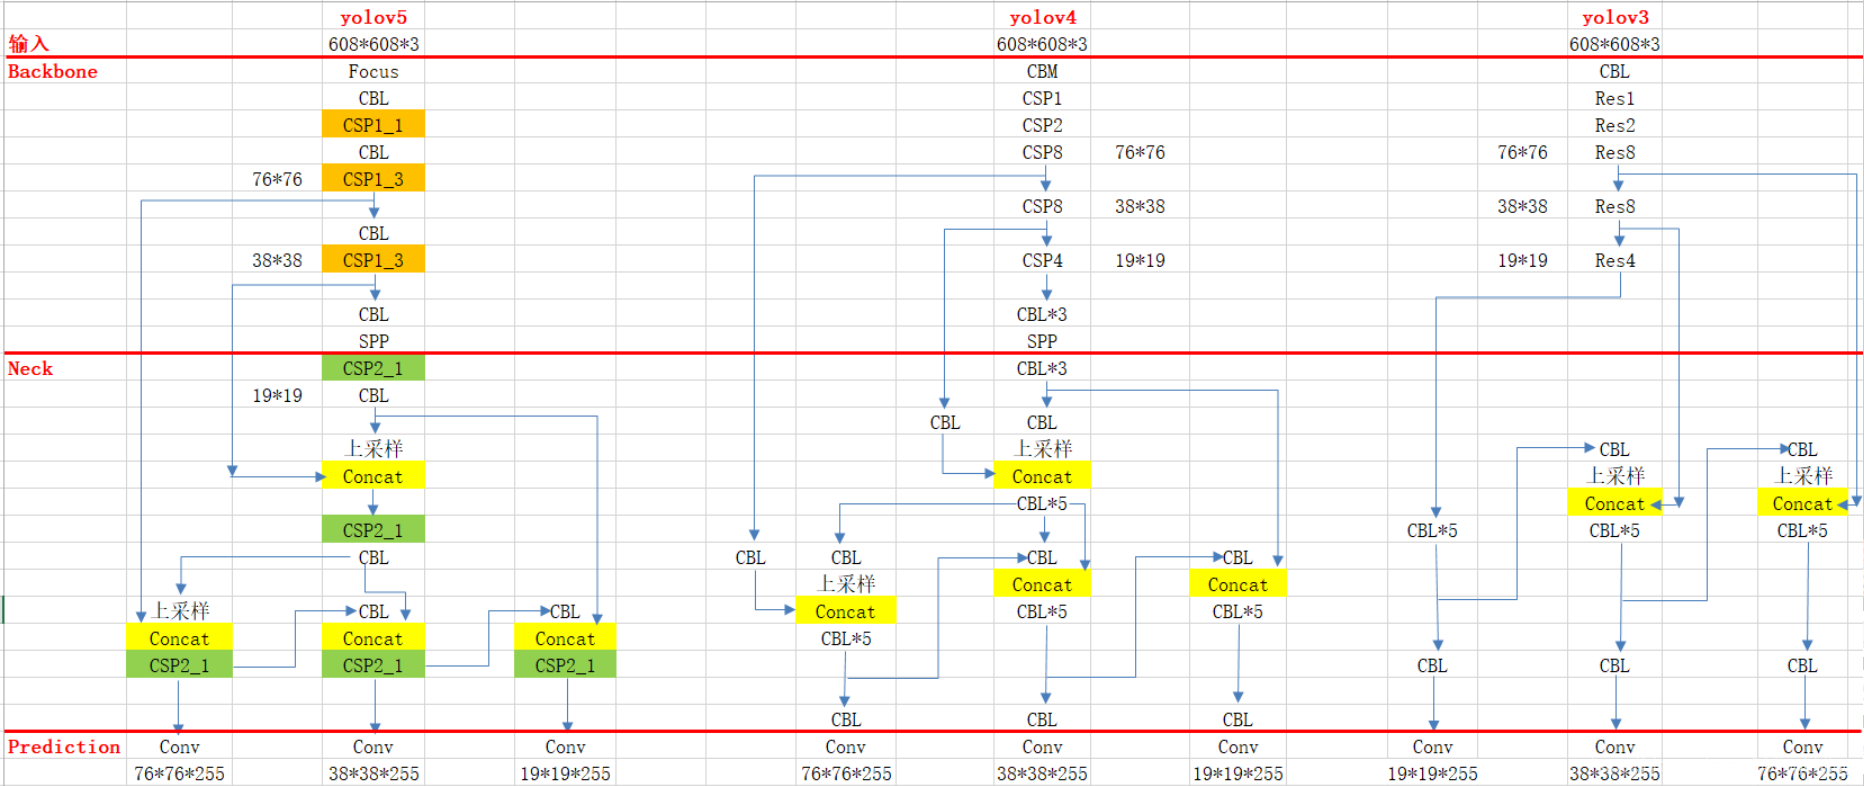 yolov5 yolov4 yolov3
输入 608*608*3 608*608*3 608*608*3
Backbone Focus CBM CBL
CBL CSP1 Res1
CSP1_1 CSP2 Res2
CBL CSP8 76*76 76*76 Res8
76*76 CSP1_3
CSP8 38*38 38*38 Res8
CBL
38*38 CSP1_3 CSP4 19*19 19*19 Res4
CBL CBL*3
SPP SPP
Neck CSP2_1 CBL*3
19*19 CBL
CBL CBL
上采样 上采样 CBL CBL
Concat Concat 上采样 上采样
CBL*5 Concat Concat
CSP2_1 CBL*5 CBL*5 CBL*5
CBL CBL CBL CBL CBL
上采样 Concat Concat
上采样 CBL CBL Concat CBL*5 CBL*5
Concat Concat Concat CBL*5
CSP2_1 CSP2_1 CSP2_1 CBL CBL CBL
CBL CBL CBL
Prediction Conv Conv Conv Conv Conv Conv Conv Conv Conv
76*76*255 38*38*255 19*19*255 76*76*255 38*38*255 19*19*255 19*19*255 38*38*255 76*76*255